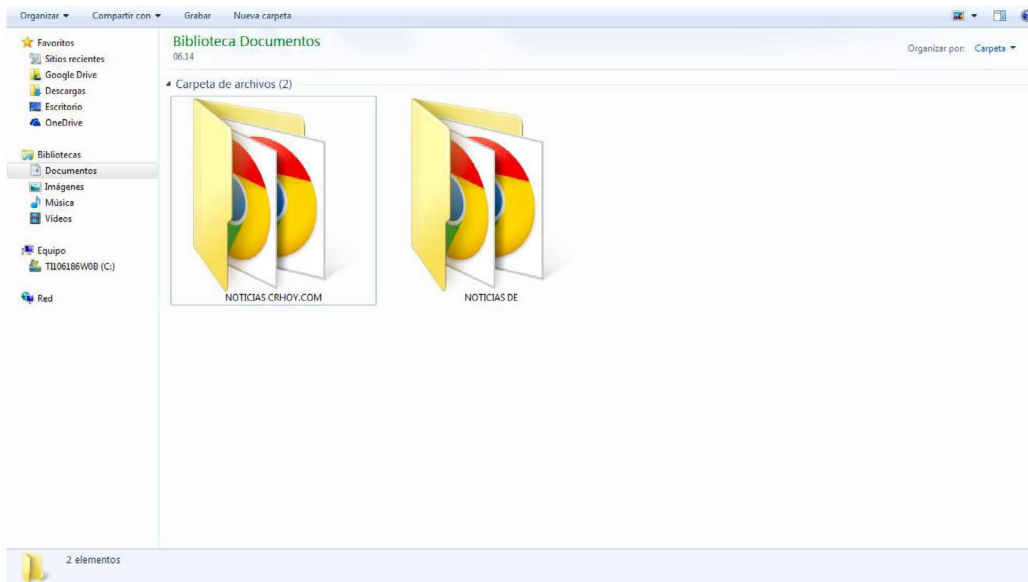 Organizar Compartir con Grabar Nueva carpeta
Favoritos
Sitios recientes
Google Drive
Descargas
Escritorio
OneDrive
Bibliotecas
Documentos
Imágenes
Música
Vídeos
Equipo
TI106186W0B (C:)
Red
Biblioteca Documentos
06.14
Organizar por: Carpeta
Carpeta de archivos (2)
NOTICIAS CRHOY.COM
NOTICIAS DE
2 elementos